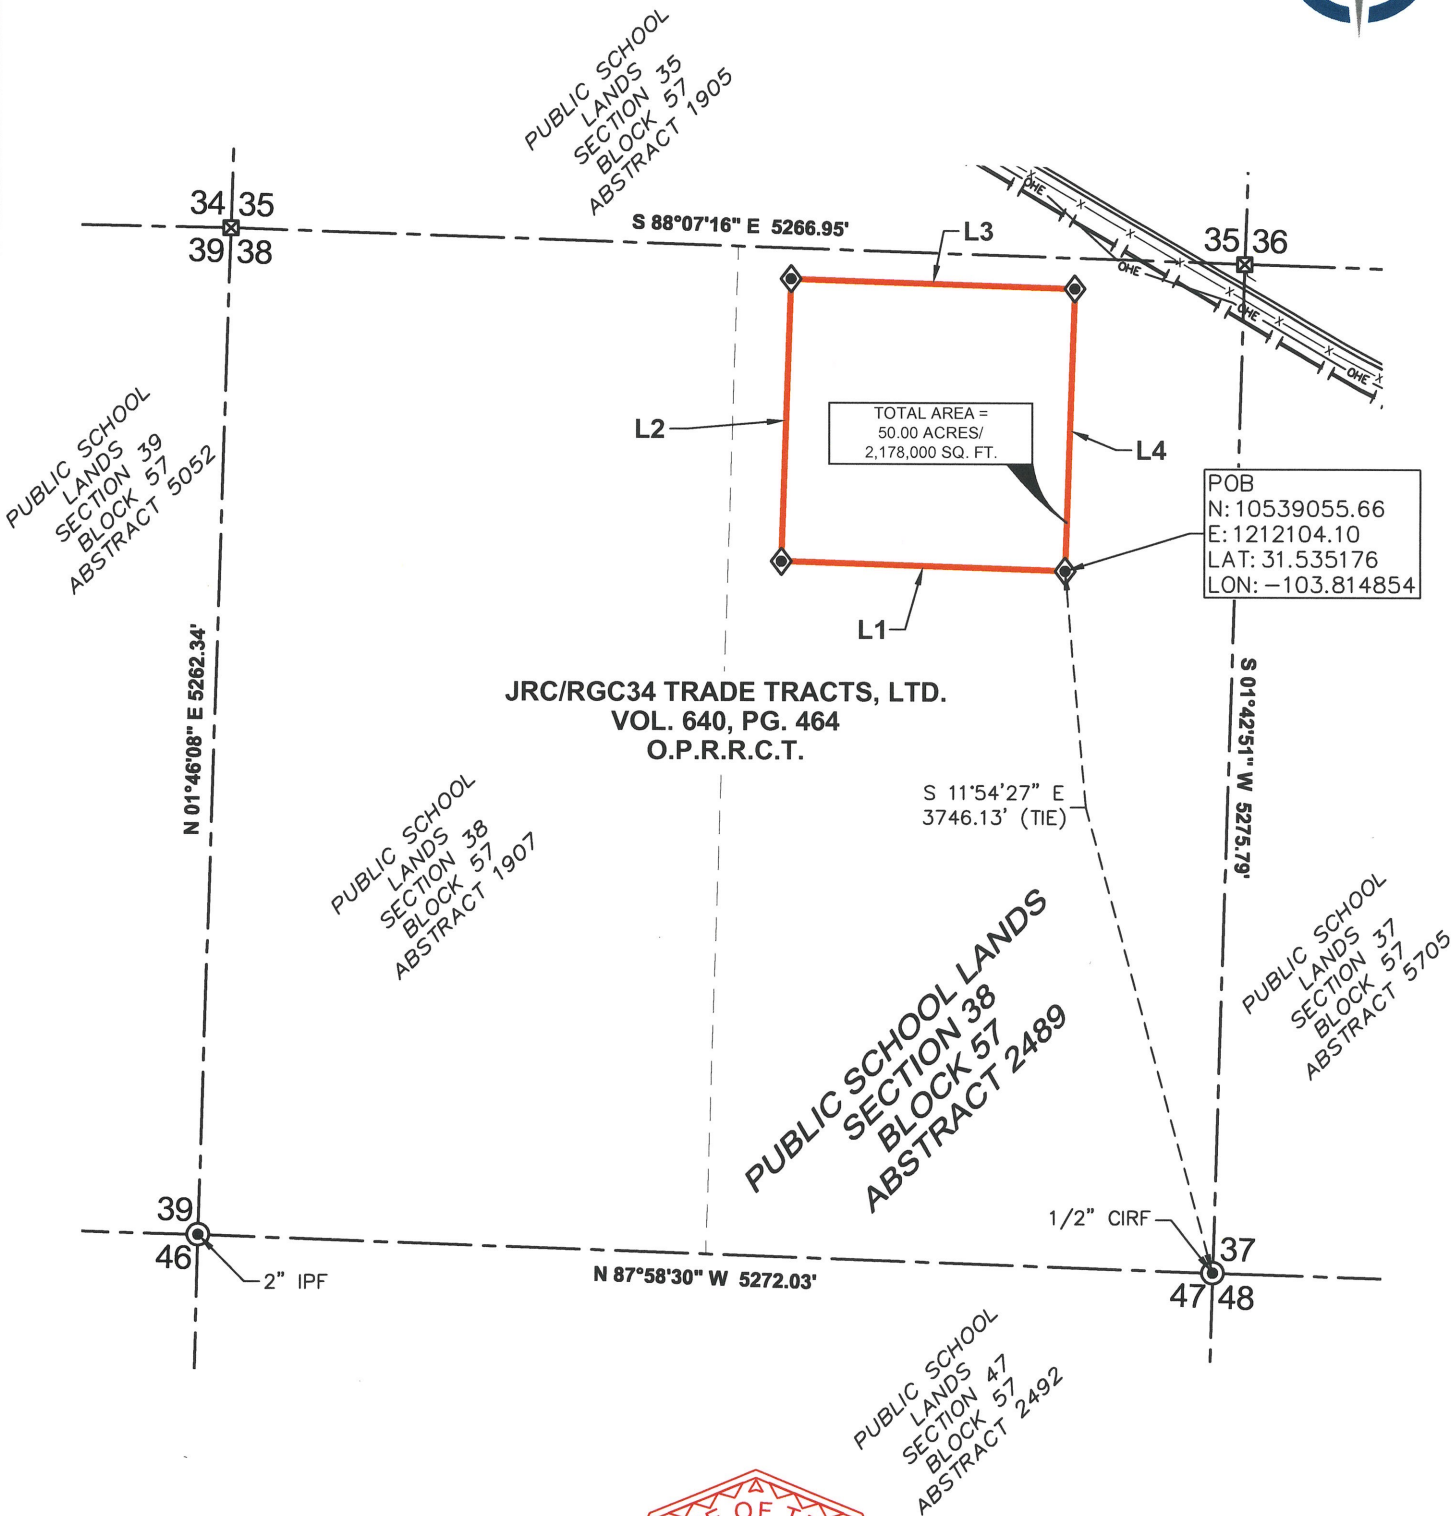 PUBLIC SCHOOL
LANDS
SECTION 35
BLOCK 57
ABSTRACT 1905
34 35
39 38
S 88°07'16" E 5266.95'
L3
35 36
OHE
OHE
OHE
OHE
L2
TOTAL AREA =
50.00 ACRES/
2,178,000 SQ. FT.
L4
POB
N: 10539055.66
E: 1212104.10
LAT: 31.535176
LON: -103.814854
PUBLIC SCHOOL
LANDS
SECTION 39
BLOCK 57
ABSTRACT 5052
L1
N 01°46'08" E 5262.34'
JRC/RGC34 TRADE TRACTS, LTD.
VOL. 640, PG. 464
O.P.R.R.C.T.
S 01°42'51" W 5275.79'
S 11°54'27" E
3746.13' (TIE)
PUBLIC SCHOOL
LANDS
SECTION 38
BLOCK 57
ABSTRACT 1907
PUBLIC SCHOOL LANDS
SECTION 38
BLOCK 57
ABSTRACT 2489
PUBLIC SCHOOL
LANDS
SECTION 37
BLOCK 57
ABSTRACT 5705
39
46
2" IPF
N 87°58'30" W 5272.03'
1/2" CIRF
37
47 48
PUBLIC SCHOOL
LANDS
SECTION 47
BLOCK 57
ABSTRACT 2492
OF